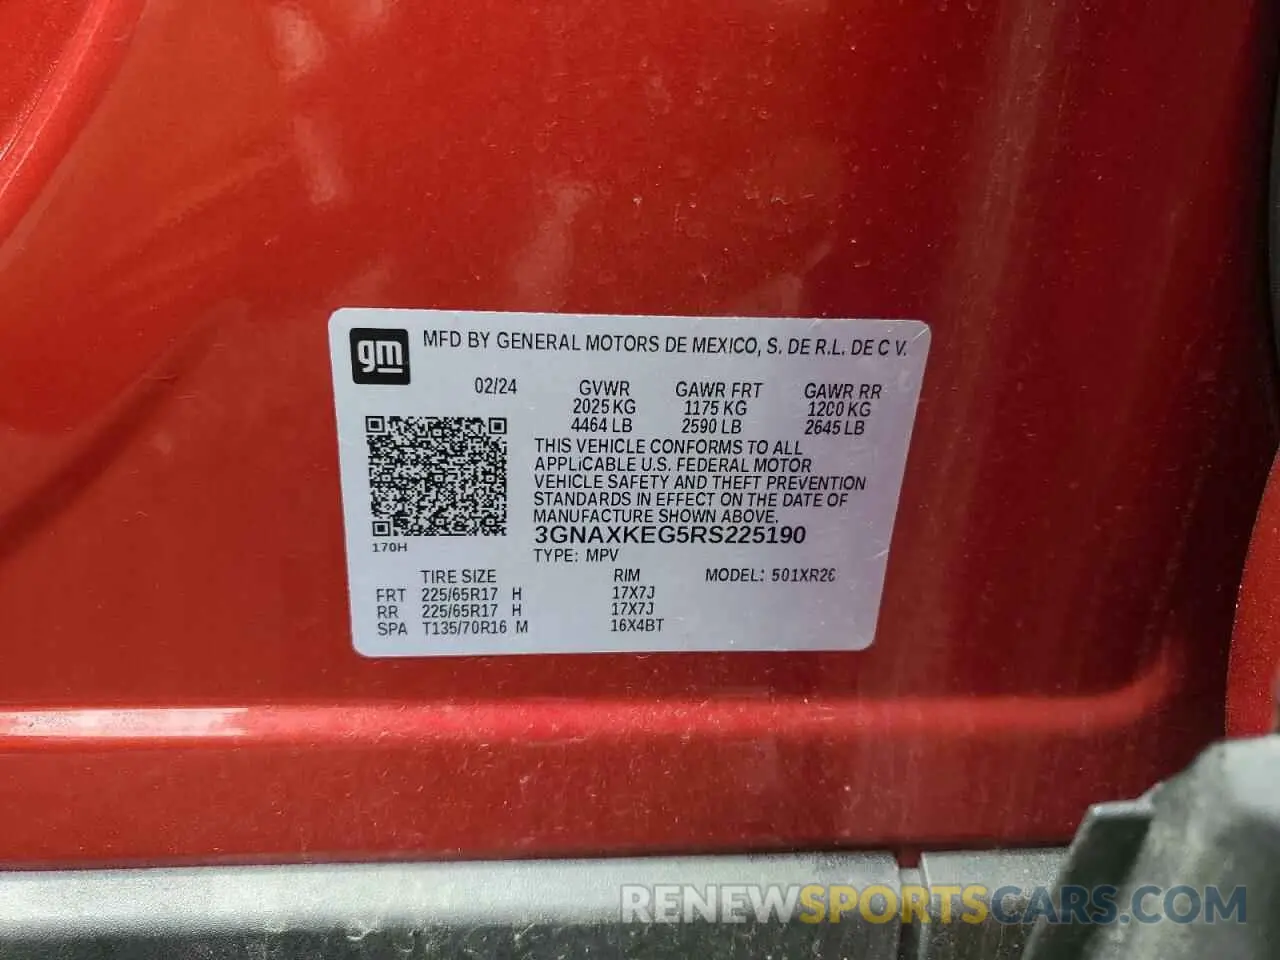 gm
MFD BY GENERAL MOTORS DE MEXICO, S. DE R.L. DE C V.
02/24 GVWR GAWR FRT GAWR RR
2025 KG 1175 KG 1200 KG
4464 LB 2590 LB 2645 LB
THIS VEHICLE CONFORMS TO ALL
APPLICABLE U.S. FEDERAL MOTOR
VEHICLE SAFETY AND THEFT PREVENTION
STANDARDS IN EFFECT ON THE DATE OF
MANUFACTURE SHOWN ABOVE.
3GNAXKEG5RS225190
170H
TYPE: MPV
TIRE SIZE RIM MODEL: 501XR26
FRT 225/65R17 H 17X7J
RR 225/65R17 H 17X7J
SPA T135/70R16 M 16X4BT
RENEWSPORTSCARS.COM